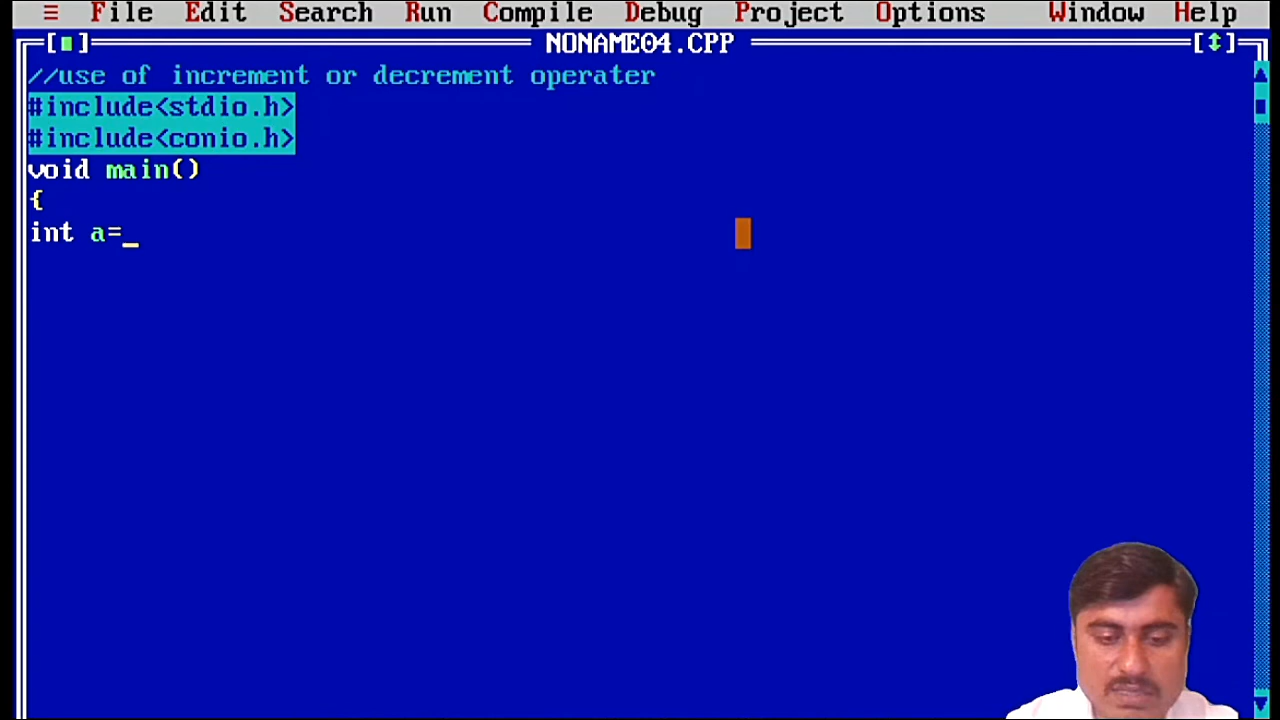 ≡ File Edit Search Run Compile Debug Project Options Window Help
[■] NONAME04.CPP [↕]
//use of increment or decrement operater
#include<stdio.h>
#include<conio.h>
void main()
{
int a=_